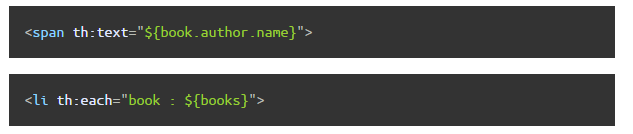 <span th:text="${book.author.name}">
<li th:each="book : ${books}">